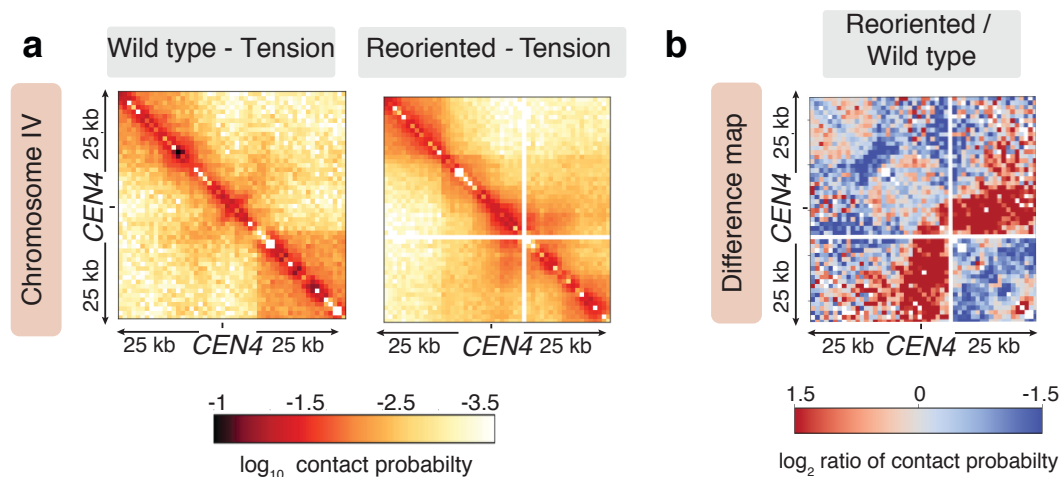 a
Wild type - Tension
Reoriented - Tension
b
Reoriented /
Wild type
Chromosome IV
25 kb
CEN4
25 kb
25 kb
CEN4
25 kb
25 kb
CEN4
25 kb
Difference map
25 kb
CEN4
25 kb
25 kb
CEN4
25 kb
-1
-1.5
-2.5
-3.5
log10 contact probabilty
1.5
0
-1.5
log2 ratio of contact probabilty